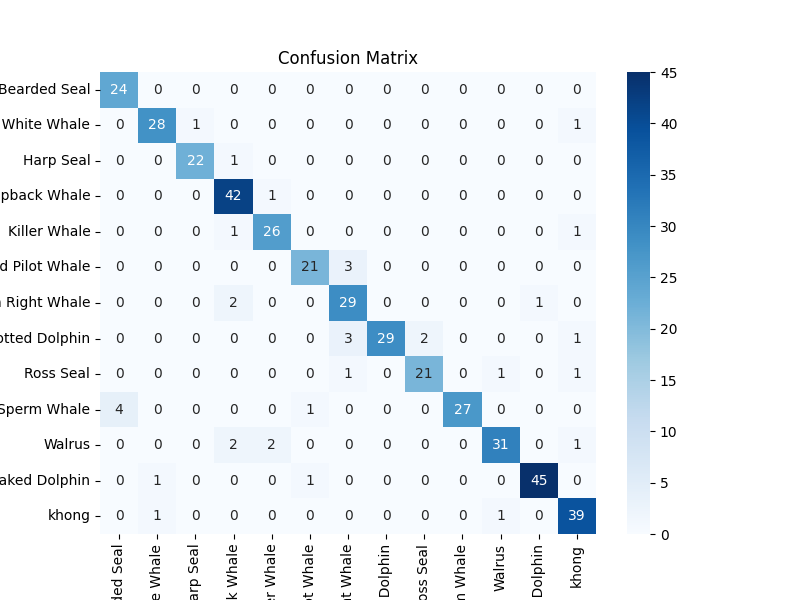 Confusion Matrix
Bearded Seal 24 0 0 0 0 0 0 0 0 0 0 0 0
White Whale 0 28 1 0 0 0 0 0 0 0 0 0 1
Harp Seal 0 0 22 1 0 0 0 0 0 0 0 0 0
pback Whale 0 0 0 42 1 0 0 0 0 0 0 0 0
Killer Whale 0 0 0 1 26 0 0 0 0 0 0 0 1
d Pilot Whale 0 0 0 0 0 21 3 0 0 0 0 0 0
Right Whale 0 0 0 2 0 0 29 0 0 0 0 1 0
otted Dolphin 0 0 0 0 0 0 3 29 2 0 0 0 1
Ross Seal 0 0 0 0 0 0 1 0 21 0 1 0 1
Sperm Whale 4 0 0 0 0 1 0 0 0 27 0 0 0
Walrus 0 0 0 2 2 0 0 0 0 0 31 0 1
aked Dolphin 0 1 0 0 0 1 0 0 0 0 0 45 0
khong 0 1 0 0 0 0 0 0 0 0 1 0 39
ded Seal
e Whale
arp Seal
k Whale
er Whale
ot Whale
nt Whale
Dolphin
oss Seal
m Whale
Walrus
Dolphin
khong
45
40
35
30
25
20
15
10
5
0